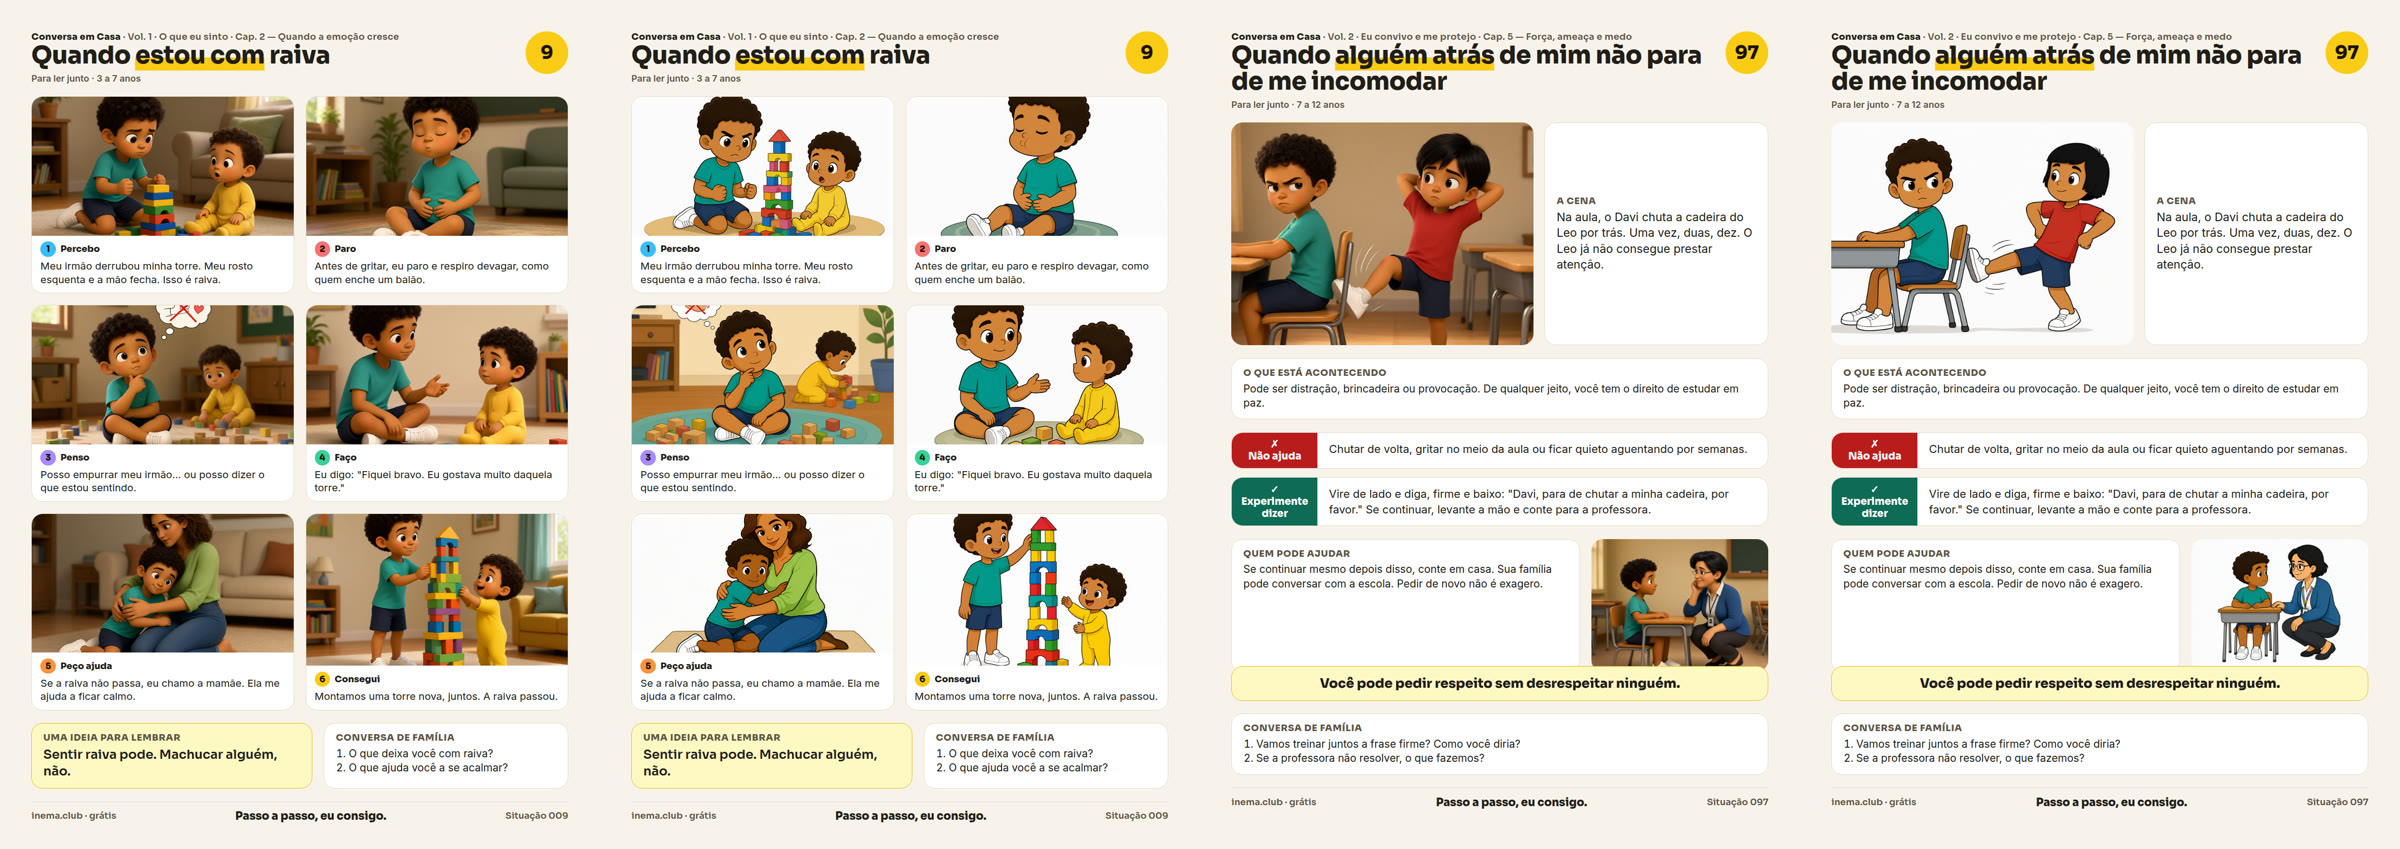 Conversa em Casa · Vol. 1 · O que eu sinto · Cap. 2 — Quando a emoção cresce
Quando estou com raiva
9
Para ler junto · 3 a 7 anos
1 Percebo
Meu irmão derrubou minha torre. Meu rosto
esquenta e a mão fecha. Isso é raiva.
2 Paro
Antes de gritar, eu paro e respiro devagar, como
quem enche um balão.
3 Penso
Posso empurrar meu irmão... ou posso dizer o
que estou sentindo.
4 Faço
Eu digo: "Fiquei bravo. Eu gostava muito daquela
torre."
5 Peço ajuda
Se a raiva não passa, eu chamo a mamãe. Ela me
ajuda a ficar calmo.
6 Consegui
Montamos uma torre nova, juntos. A raiva passou.
UMA IDEIA PARA LEMBRAR
Sentir raiva pode. Machucar alguém,
não.
CONVERSA DE FAMÍLIA
1. O que deixa você com raiva?
2. O que ajuda você a se acalmar?
inema.club · grátis
Passo a passo, eu consigo.
Situação 009
Conversa em Casa · Vol. 1 · O que eu sinto · Cap. 2 — Quando a emoção cresce
Quando estou com raiva
9
Para ler junto · 3 a 7 anos
1 Percebo
Meu irmão derrubou minha torre. Meu rosto
esquenta e a mão fecha. Isso é raiva.
2 Paro
Antes de gritar, eu paro e respiro devagar, como
quem enche um balão.
3 Penso
Posso empurrar meu irmão... ou posso dizer o
que estou sentindo.
4 Faço
Eu digo: "Fiquei bravo. Eu gostava muito daquela
torre."
5 Peço ajuda
Se a raiva não passa, eu chamo a mamãe. Ela me
ajuda a ficar calmo.
6 Consegui
Montamos uma torre nova, juntos. A raiva passou.
UMA IDEIA PARA LEMBRAR
Sentir raiva pode. Machucar alguém,
não.
CONVERSA DE FAMÍLIA
1. O que deixa você com raiva?
2. O que ajuda você a se acalmar?
inema.club · grátis
Passo a passo, eu consigo.
Situação 009
Conversa em Casa · Vol. 2 · Eu convivo e me protejo · Cap. 5 — Força, ameaça e medo
Quando alguém atrás de mim não para
de me incomodar
97
Para ler junto · 7 a 12 anos
A CENA
Na aula, o Davi chuta a cadeira do
Leo por trás. Uma vez, duas, dez. O
Leo já não consegue prestar
atenção.
O QUE ESTÁ ACONTECENDO
Pode ser distração, brincadeira ou provocação. De qualquer jeito, você tem o direito de estudar em
paz.
✗
Não ajuda
Chutar de volta, gritar no meio da aula ou ficar quieto aguentando por semanas.
✓
Experimente
dizer
Vire de lado e diga, firme e baixo: "Davi, para de chutar a minha cadeira, por
favor." Se continuar, levante a mão e conte para a professora.
QUEM PODE AJUDAR
Se continuar mesmo depois disso, conte em casa. Sua família
pode conversar com a escola. Pedir de novo não é exagero.
Você pode pedir respeito sem desrespeitar ninguém.
CONVERSA DE FAMÍLIA
1. Vamos treinar juntos a frase firme? Como você diria?
2. Se a professora não resolver, o que fazemos?
inema.club · grátis
Passo a passo, eu consigo.
Situação 097
Conversa em Casa · Vol. 2 · Eu convivo e me protejo · Cap. 5 — Força, ameaça e medo
Quando alguém atrás de mim não para
de me incomodar
97
Para ler junto · 7 a 12 anos
A CENA
Na aula, o Davi chuta a cadeira do
Leo por trás. Uma vez, duas, dez. O
Leo já não consegue prestar
atenção.
O QUE ESTÁ ACONTECENDO
Pode ser distração, brincadeira ou provocação. De qualquer jeito, você tem o direito de estudar em
paz.
✗
Não ajuda
Chutar de volta, gritar no meio da aula ou ficar quieto aguentando por semanas.
✓
Experimente
dizer
Vire de lado e diga, firme e baixo: "Davi, para de chutar a minha cadeira, por
favor." Se continuar, levante a mão e conte para a professora.
QUEM PODE AJUDAR
Se continuar mesmo depois disso, conte em casa. Sua família
pode conversar com a escola. Pedir de novo não é exagero.
Você pode pedir respeito sem desrespeitar ninguém.
CONVERSA DE FAMÍLIA
1. Vamos treinar juntos a frase firme? Como você diria?
2. Se a professora não resolver, o que fazemos?
inema.club · grátis
Passo a passo, eu consigo.
Situação 097